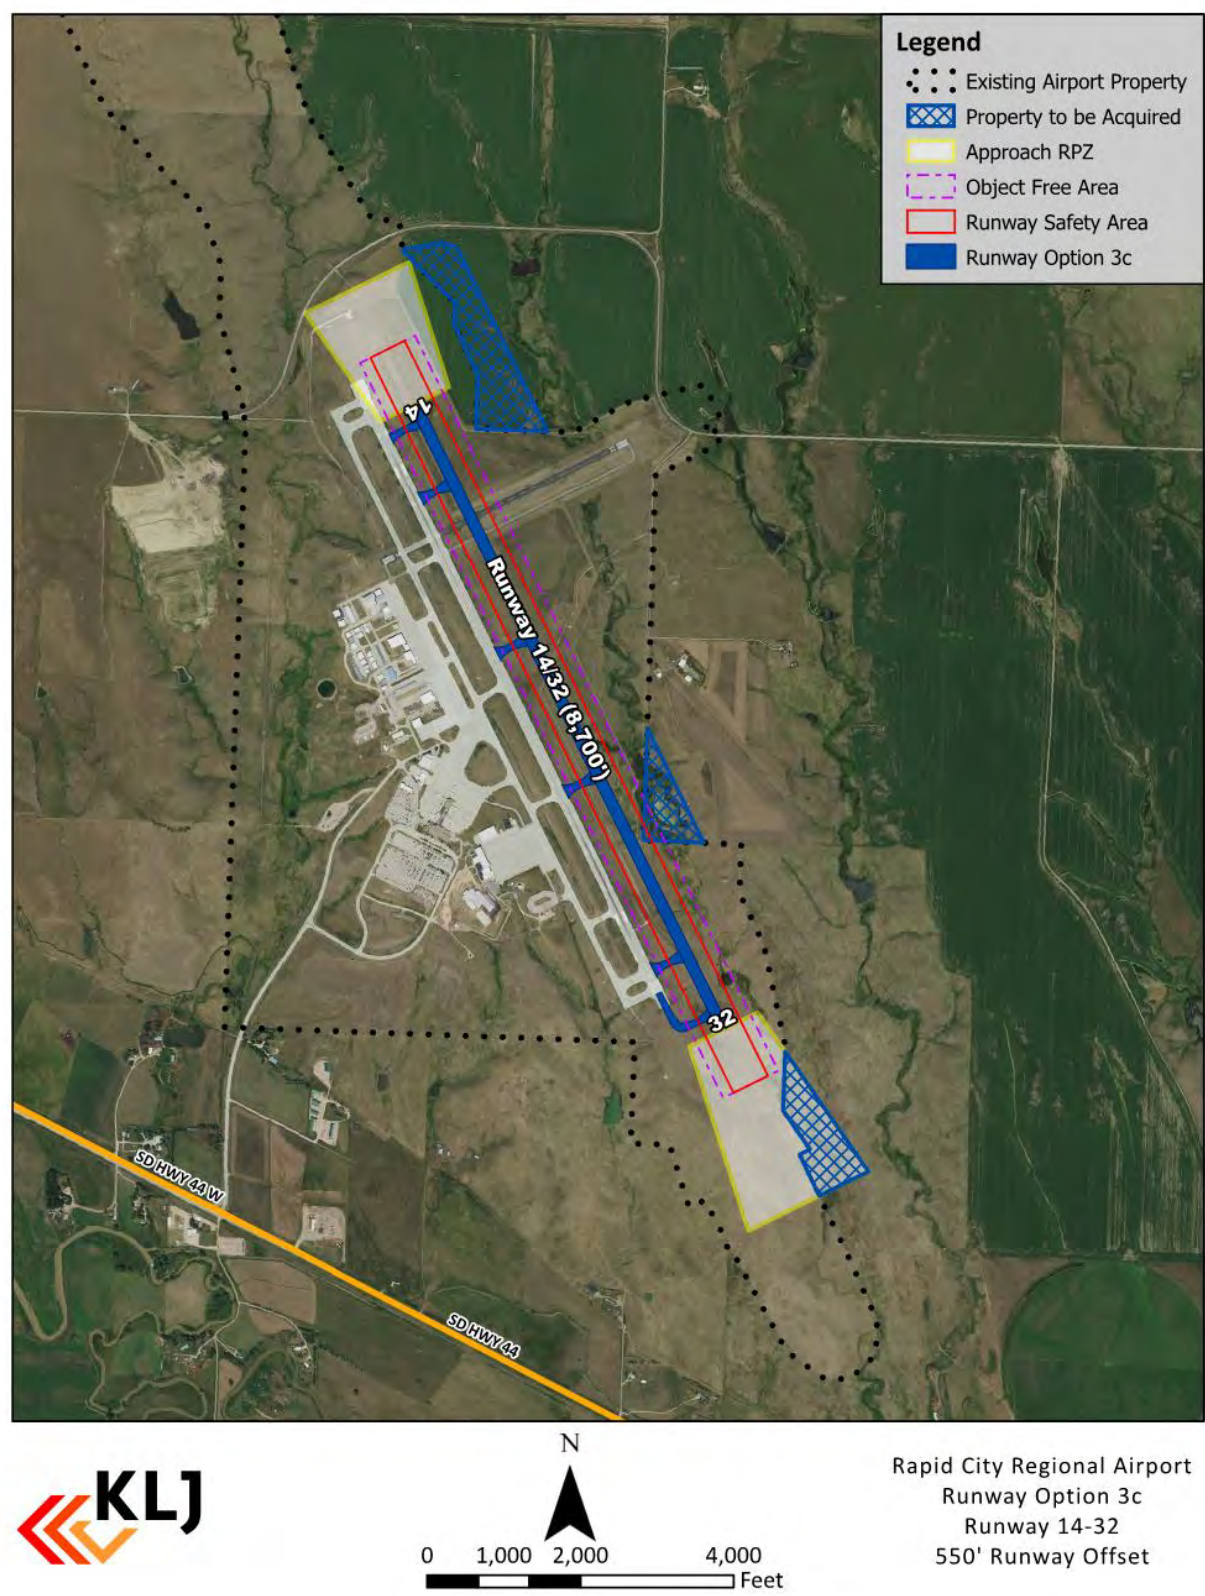 Legend
Existing Airport Property
Property to be Acquired
Approach RPZ
Object Free Area
Runway Safety Area
Runway Option 3c
14
Runway 14/32 (8,700')
32
SD HWY 44 W
SD HWY 44
KLJ
N
0 1,000 2,000 4,000
Feet
Rapid City Regional Airport
Runway Option 3c
Runway 14-32
550' Runway Offset